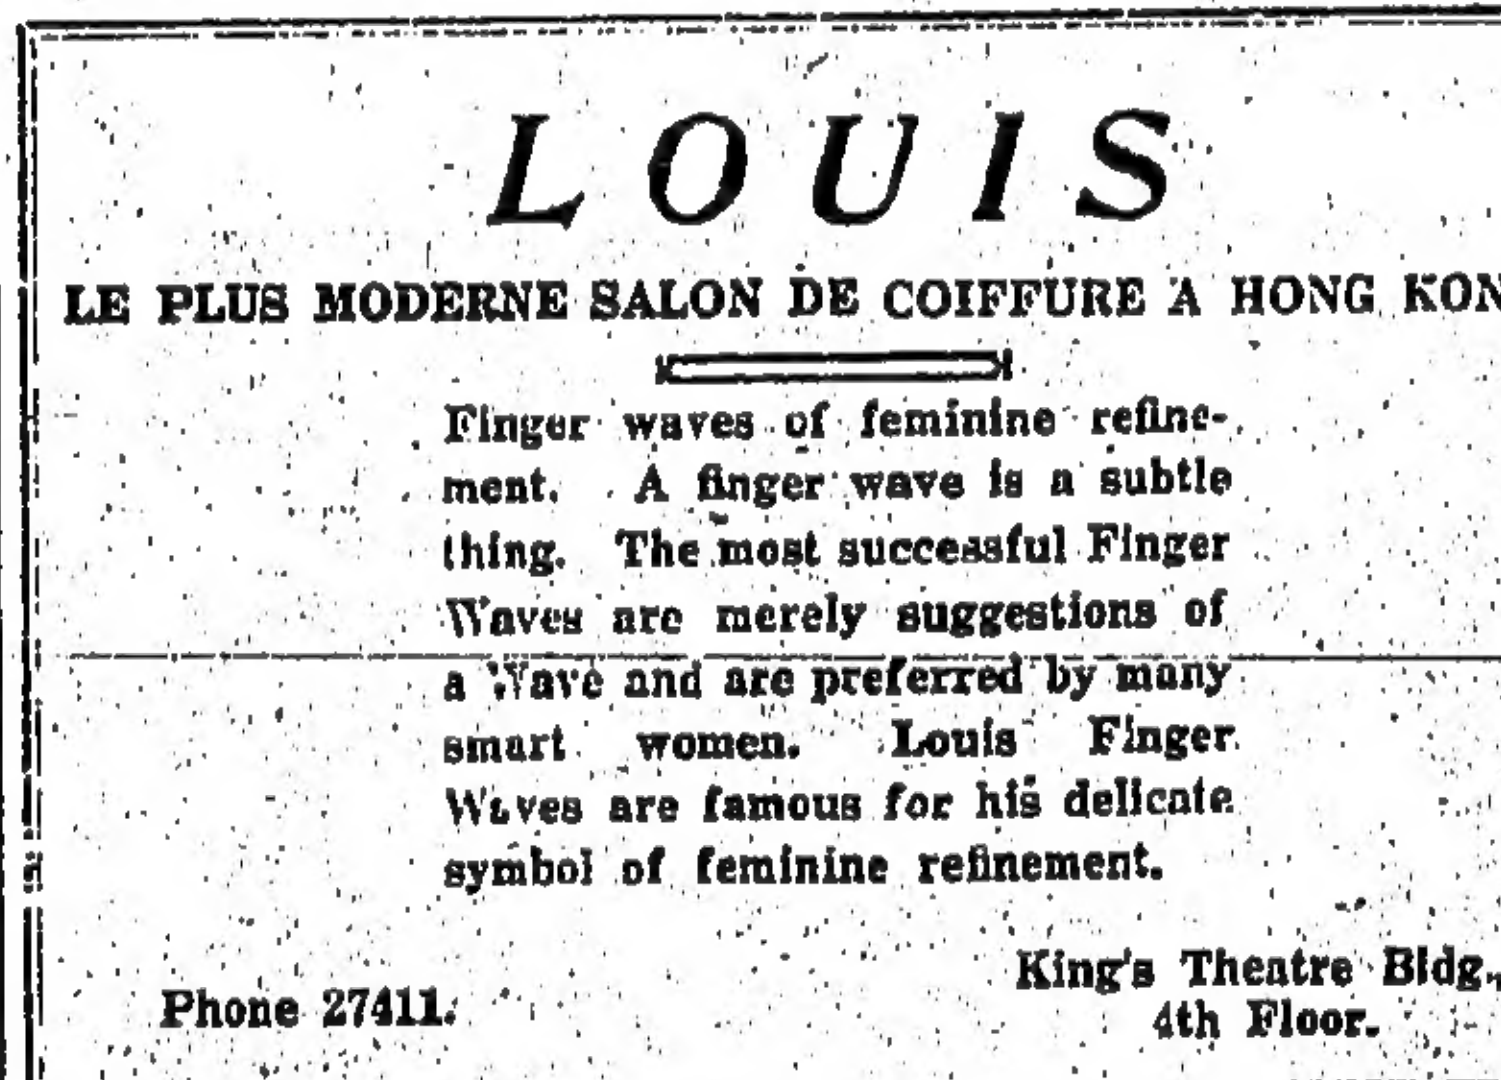 LOUIS
LE PLUS MODERNE SALON DE COIFFURE A HONG KON
Finger waves of feminine refine-
ment. A finger wave is a subtle
thing. The most successful Finger
Waves are merely suggestions of
a Wave and are preferred by many
smart women. Louis Finger
Waves are famous for his delicate
symbol of feminine refinement.
King's Theatre Bldg.,
4th Floor.
Phone 27411.